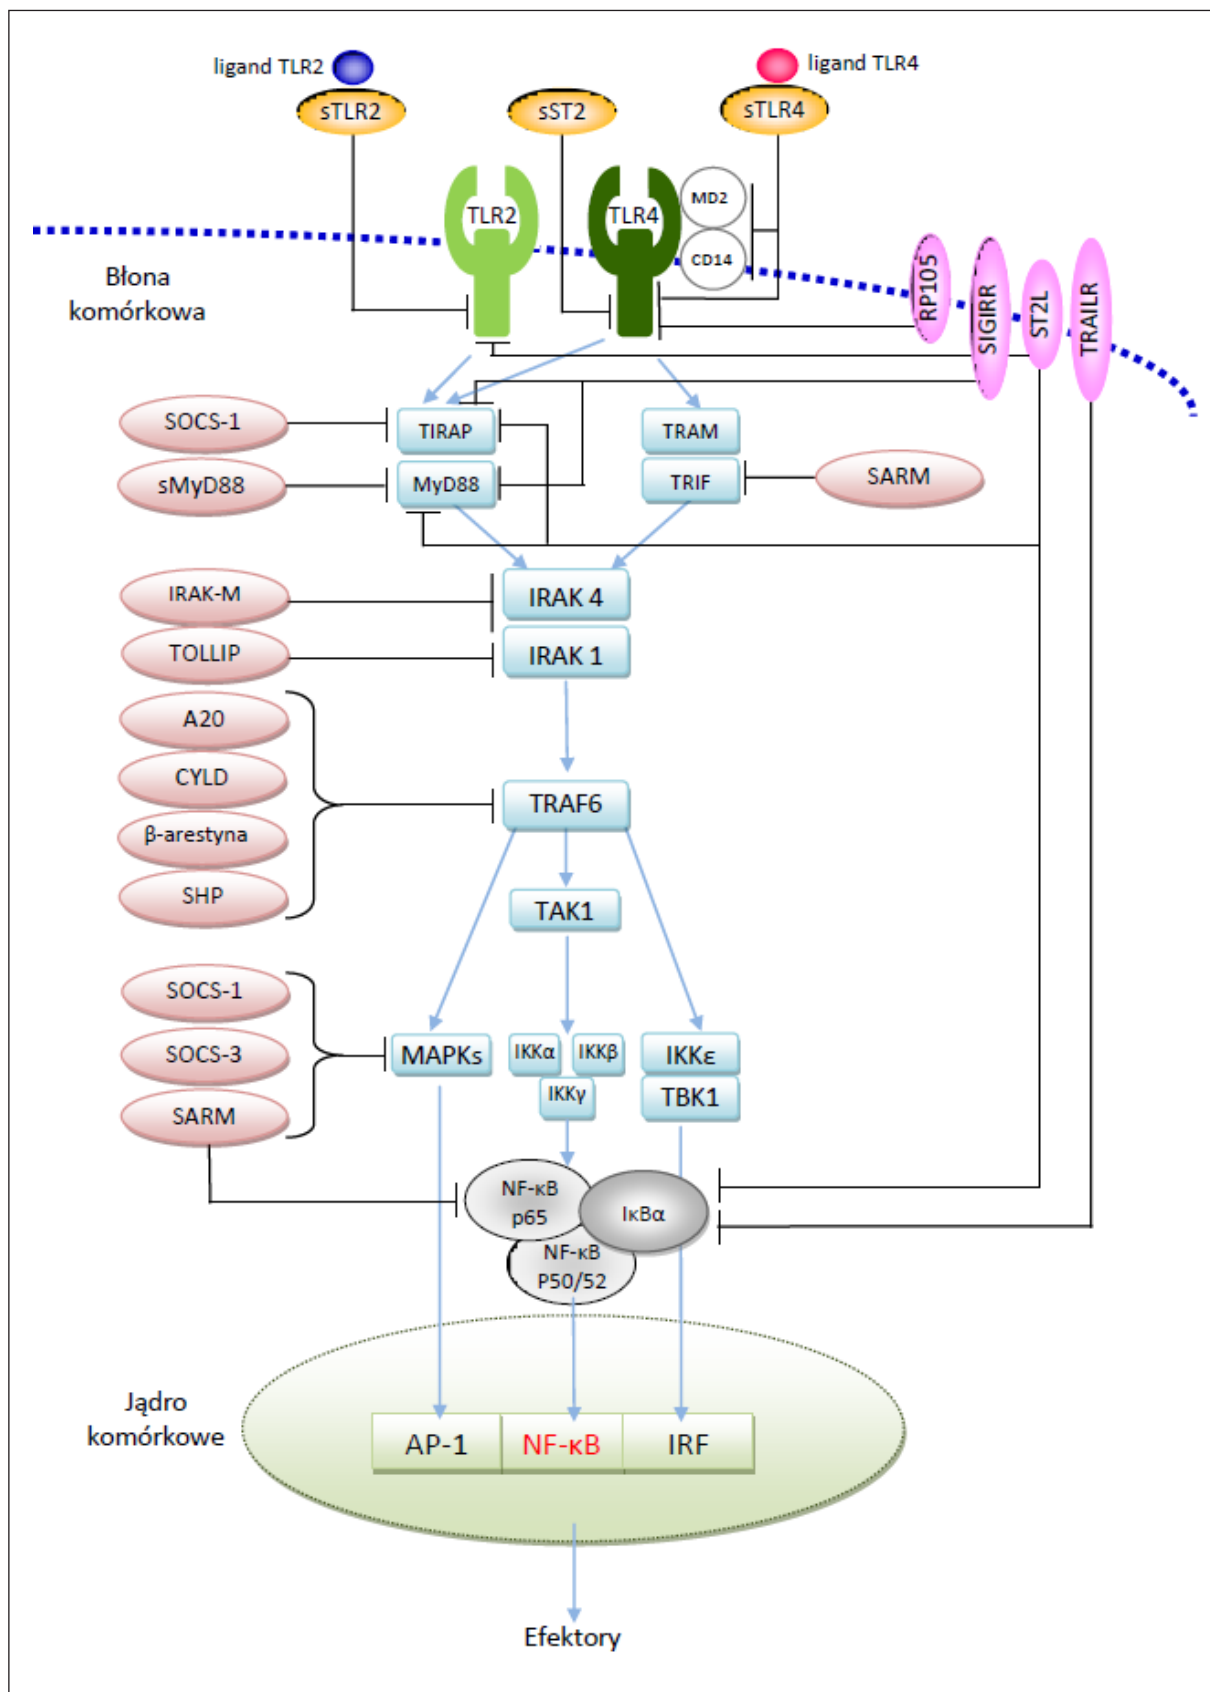 ligand TLR2
ligand TLR4
sTLR2
sST2
sTLR4
TLR2
TLR4
MD2
CD14
Błona
komórkowa
RP105
SIGIRR
ST2L
TRAILR
SOCS-1
TIRAP
TRAM
sMyD88
MyD88
TRIF
SARM
IRAK-M
IRAK 4
TOLLIP
IRAK 1
A20
CYLD
TRAF6
β-arestyna
SHP
TAK1
SOCS-1
SOCS-3
MAPKs
IKKα
IKKβ
IKKε
IKKγ
TBK1
SARM
NF-κB
p65
IκBα
NF-κB
P50/52
Jądro
komórkowe
AP-1
NF-κB
IRF
Efektory